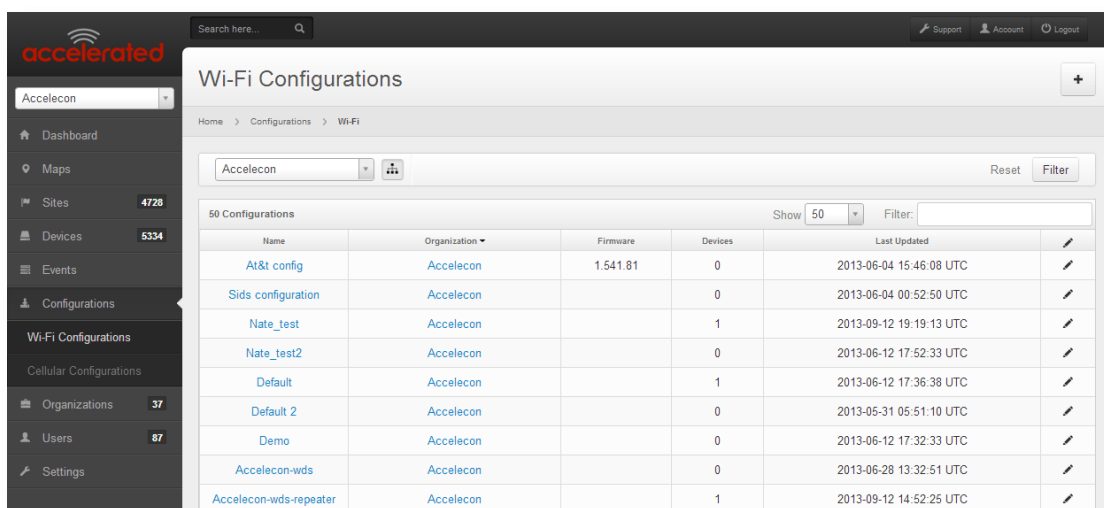 accelerated
Search here...
Support Account Logout
Accelecon
Dashboard
Maps
Sites 4728
Devices 5334
Events
Configurations
Wi-Fi Configurations
Cellular Configurations
Organizations 37
Users 87
Settings
Wi-Fi Configurations
+
Home > Configurations > Wi-Fi
Accelecon Reset Filter
50 Configurations Show 50 Filter:
Name Organization Firmware Devices Last Updated
At&t config Accelecon 1.541.81 0 2013-06-04 15:46:08 UTC
Sids configuration Accelecon 0 2013-06-04 00:52:50 UTC
Nate_test Accelecon 1 2013-09-12 19:19:13 UTC
Nate_test2 Accelecon 0 2013-06-12 17:52:33 UTC
Default Accelecon 1 2013-06-12 17:36:38 UTC
Default 2 Accelecon 0 2013-05-31 05:51:10 UTC
Demo Accelecon 0 2013-06-12 17:32:33 UTC
Accelecon-wds Accelecon 0 2013-06-28 13:32:51 UTC
Accelecon-wds-repeater Accelecon 1 2013-09-12 14:52:25 UTC